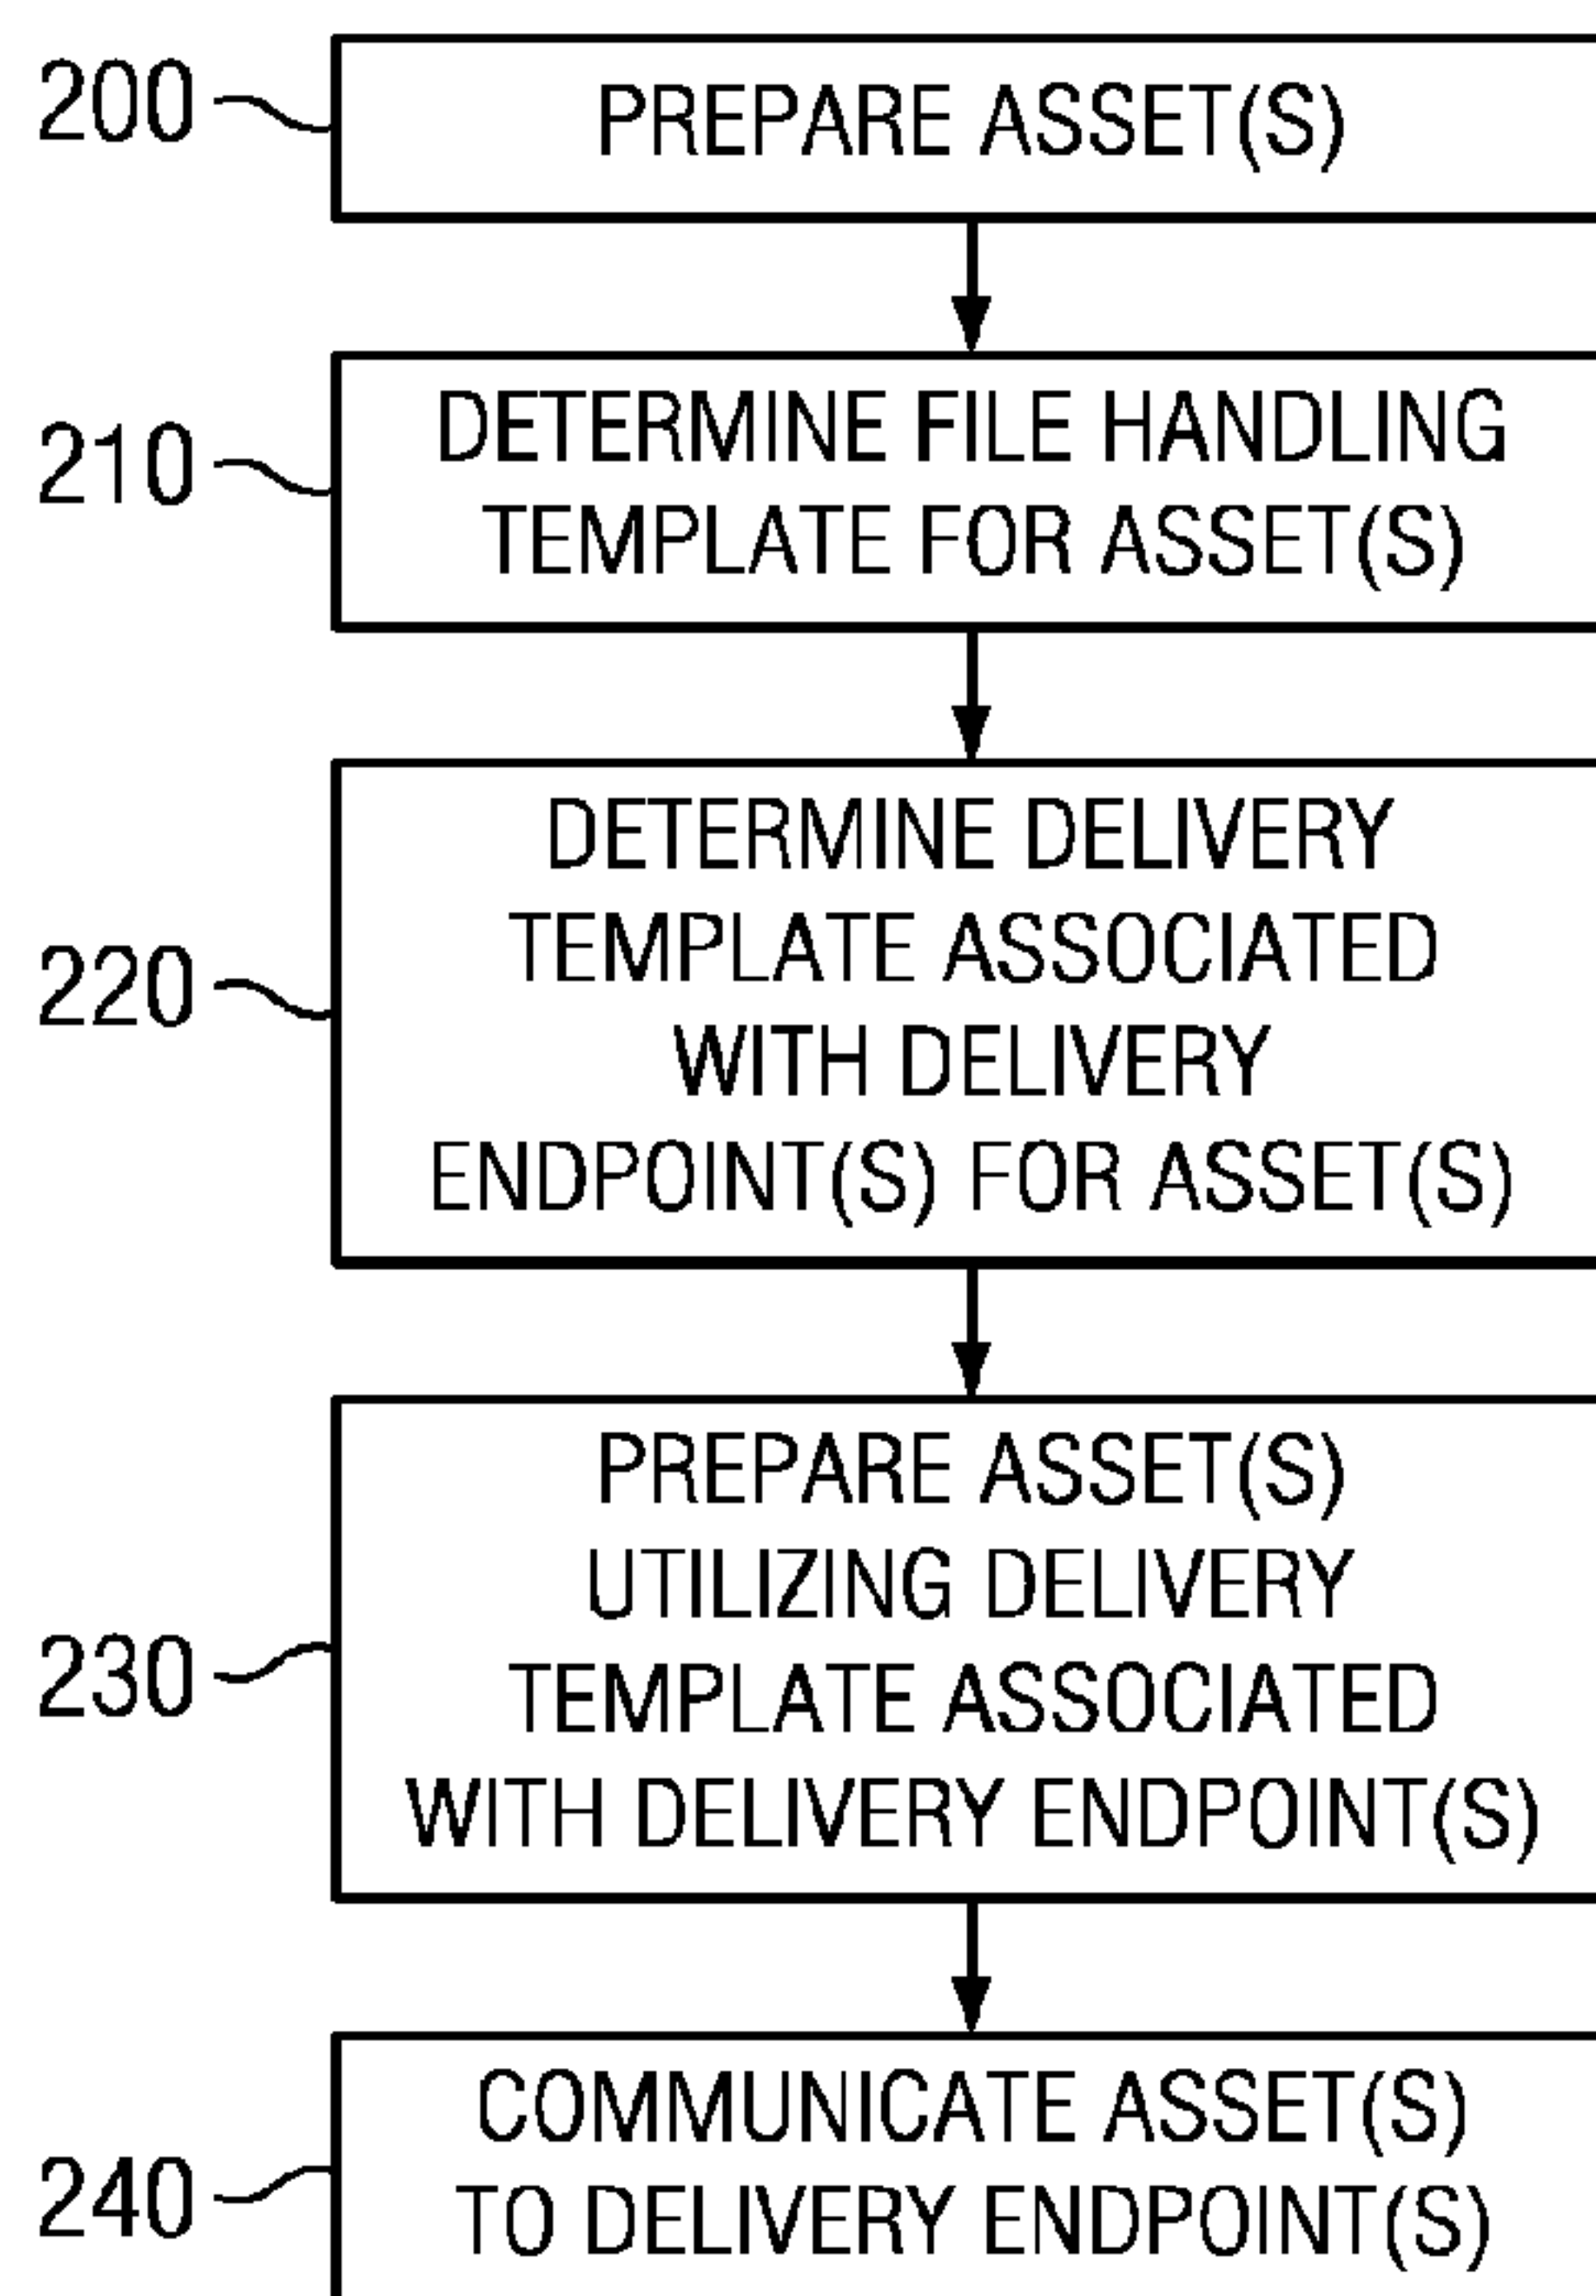 200
PREPARE ASSET(S)
210
DETERMINE FILE HANDLING
TEMPLATE FOR ASSET(S)
220
DETERMINE DELIVERY
TEMPLATE ASSOCIATED
WITH DELIVERY
ENDPOINT(S) FOR ASSET(S)
230
PREPARE ASSET(S)
UTILIZING DELIVERY
TEMPLATE ASSOCIATED
WITH DELIVERY ENDPOINT(S)
240
COMMUNICATE ASSET(S)
TO DELIVERY ENDPOINT(S)